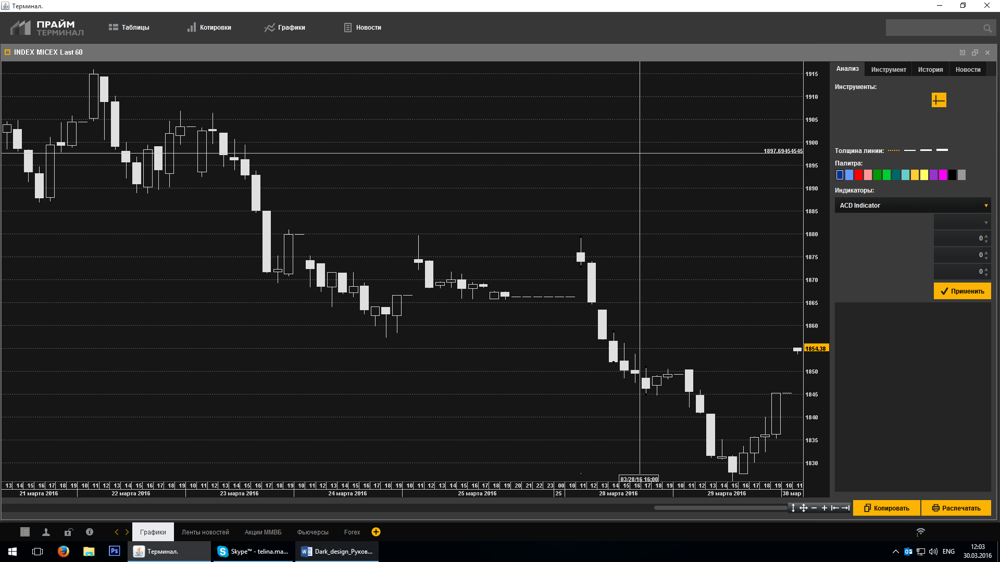 Терминал.
ПРАЙМ
ТЕРМИНАЛ
Таблицы
Котировки
Графики
Новости
INDEX MICEX Last 60
1915
1910
1905
1900
1897.69454545
1895
1890
1885
1880
1875
1870
1865
1860
1854.38
1850
1845
1840
1835
1830
03/28/16 16:00
13 14 15 16 17 18 19 10 11 12 13 14 15 16 17 18 19 10 11 12 13 14 15 16 17 18 19 10 11 12 13 14 15 16 17 18 19 10 11 12 13 14 15 16 17 18 19 20 21 22 23 00 10 11 12 13 14 15 16 17 18 19 10 11 12 13 14 15 16 17 18 19 10 11
21 марта 2016 22 марта 2016 23 марта 2016 24 марта 2016 25 марта 2016 25 28 марта 2016 29 марта 2016 30 мар
Анализ
Инструмент
История
Новости
Инструменты:
Толщина линии:
Палитра:
Индикаторы:
ACD Indicator
0
0
0
Применить
Копировать
Распечатать
Графики
Ленты новостей
Акции ММВБ
Фьючерсы
Forex
Ps
Терминал.
Skype™ - telina.ma...
Dark_design_Руков...
ENG
12:03
30.03.2016